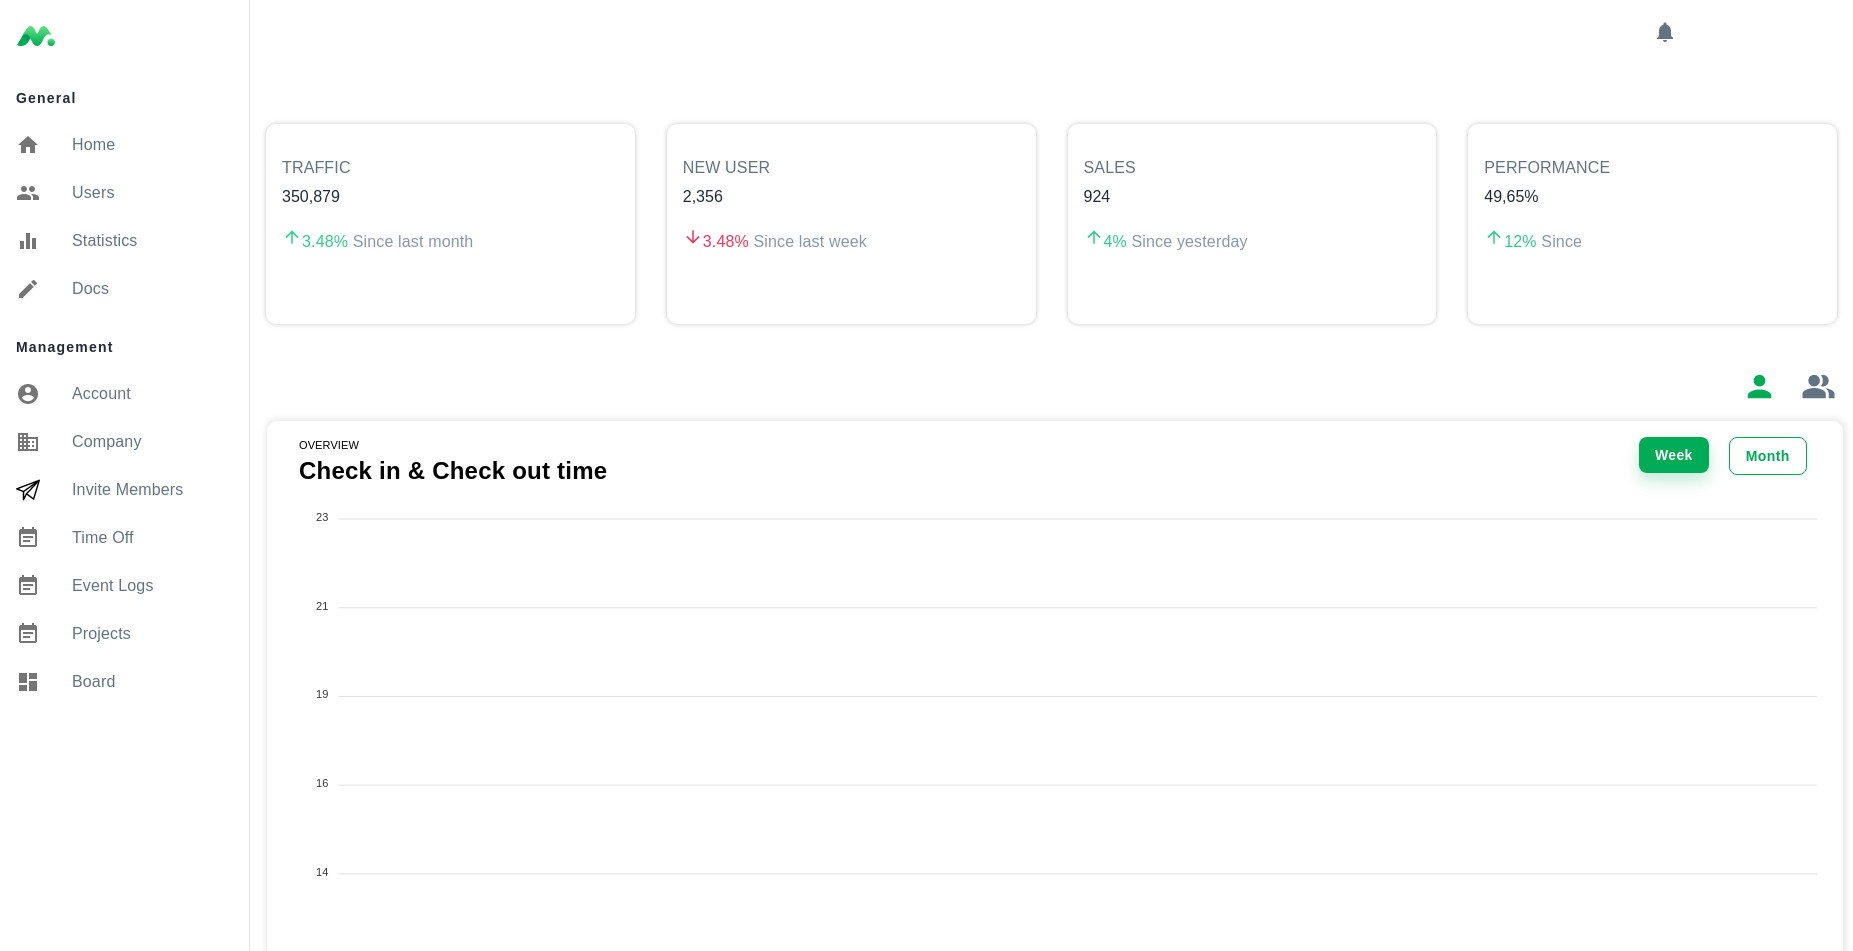 General
Home
Users
Statistics
Docs
Management
Account
Company
Invite Members
Time Off
Event Logs
Projects
Board
TRAFFIC
350,879
3.48% Since last month
NEW USER
2,356
3.48% Since last week
SALES
924
4% Since yesterday
PERFORMANCE
49,65%
12% Since
OVERVIEW
Check in & Check out time
Week
Month
23
21
19
16
14